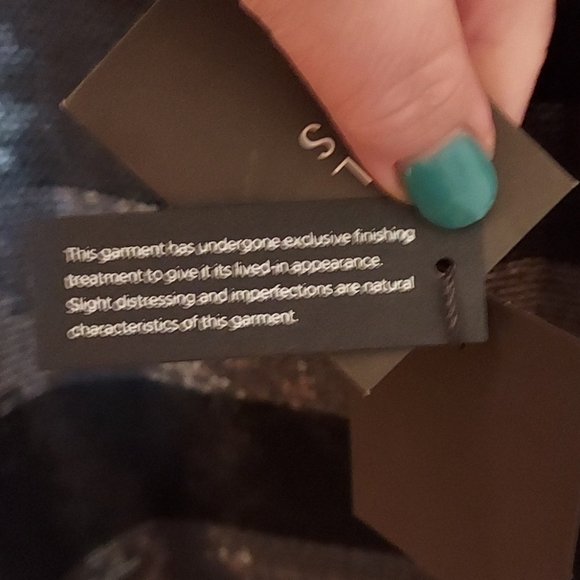 SL
This garment has undergone exclusive finishing
treatment to give it its lived-in appearance.
Slight distressing and imperfections are natural
characteristics of this garment.